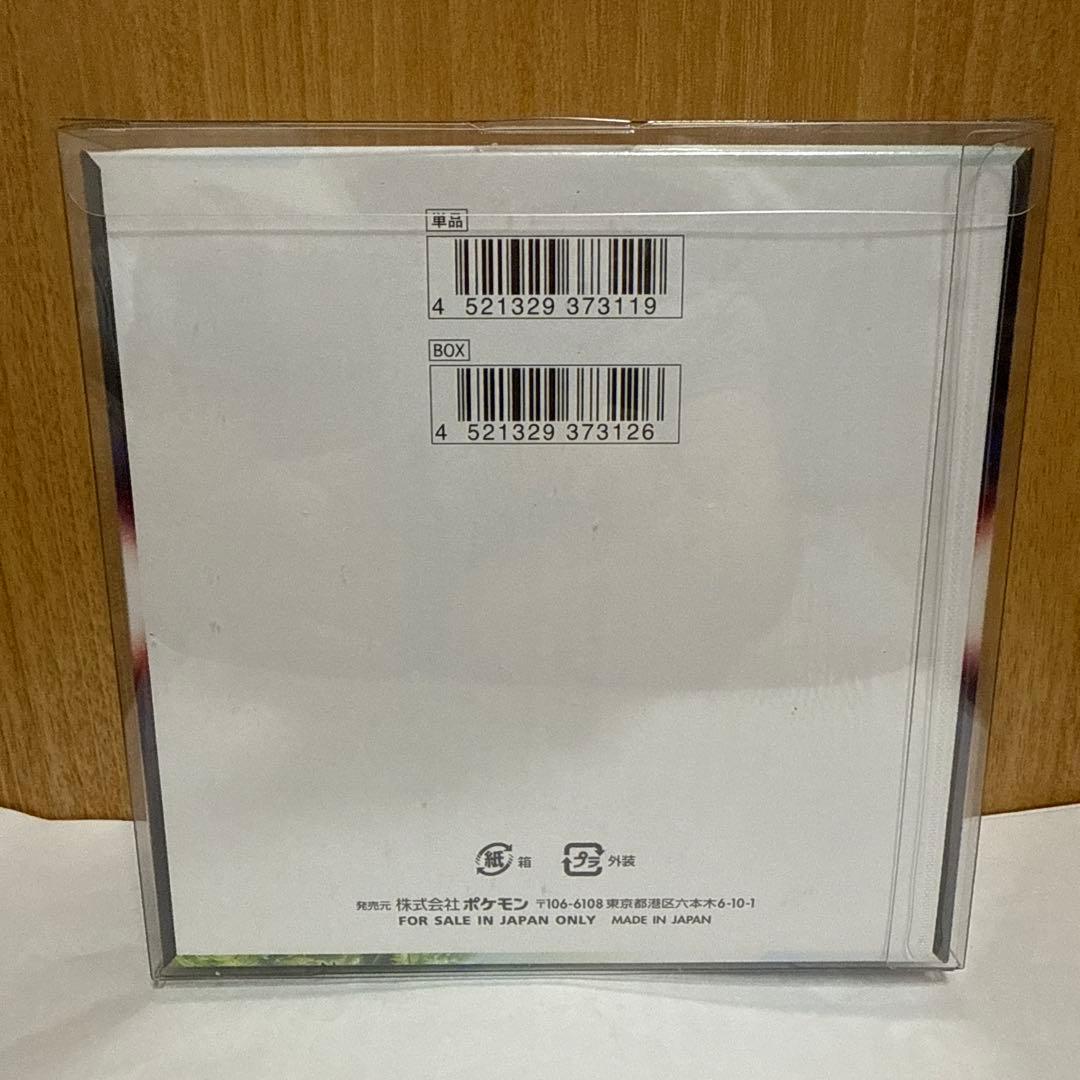 単品
4 521329 373119
BOX
4 521329 373126
紙 箱 プラ 外装
発売元 株式会社 ポケモン 〒106-6108 東京都港区六本木6-10-1
FOR SALE IN JAPAN ONLY MADE IN JAPAN